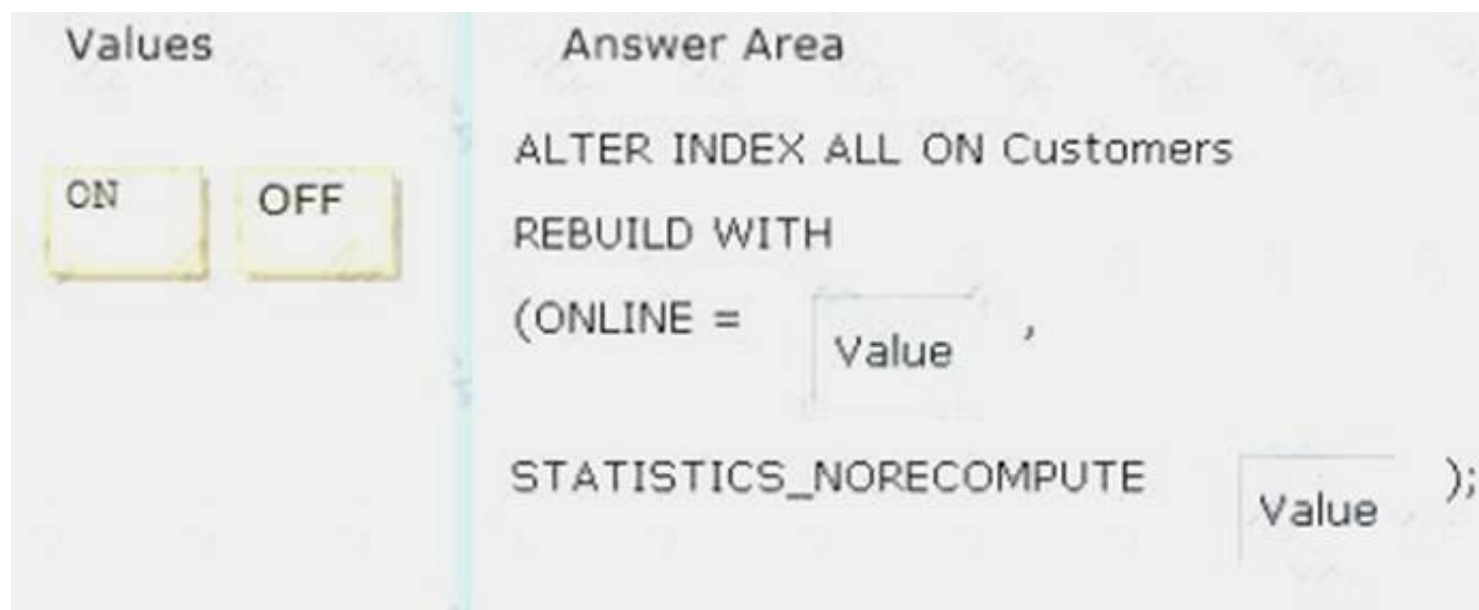 Values
Answer Area
ON
OFF
ALTER INDEX ALL ON Customers
REBUILD WITH
(ONLINE = Value ,
STATISTICS_NORECOMPUTE Value );